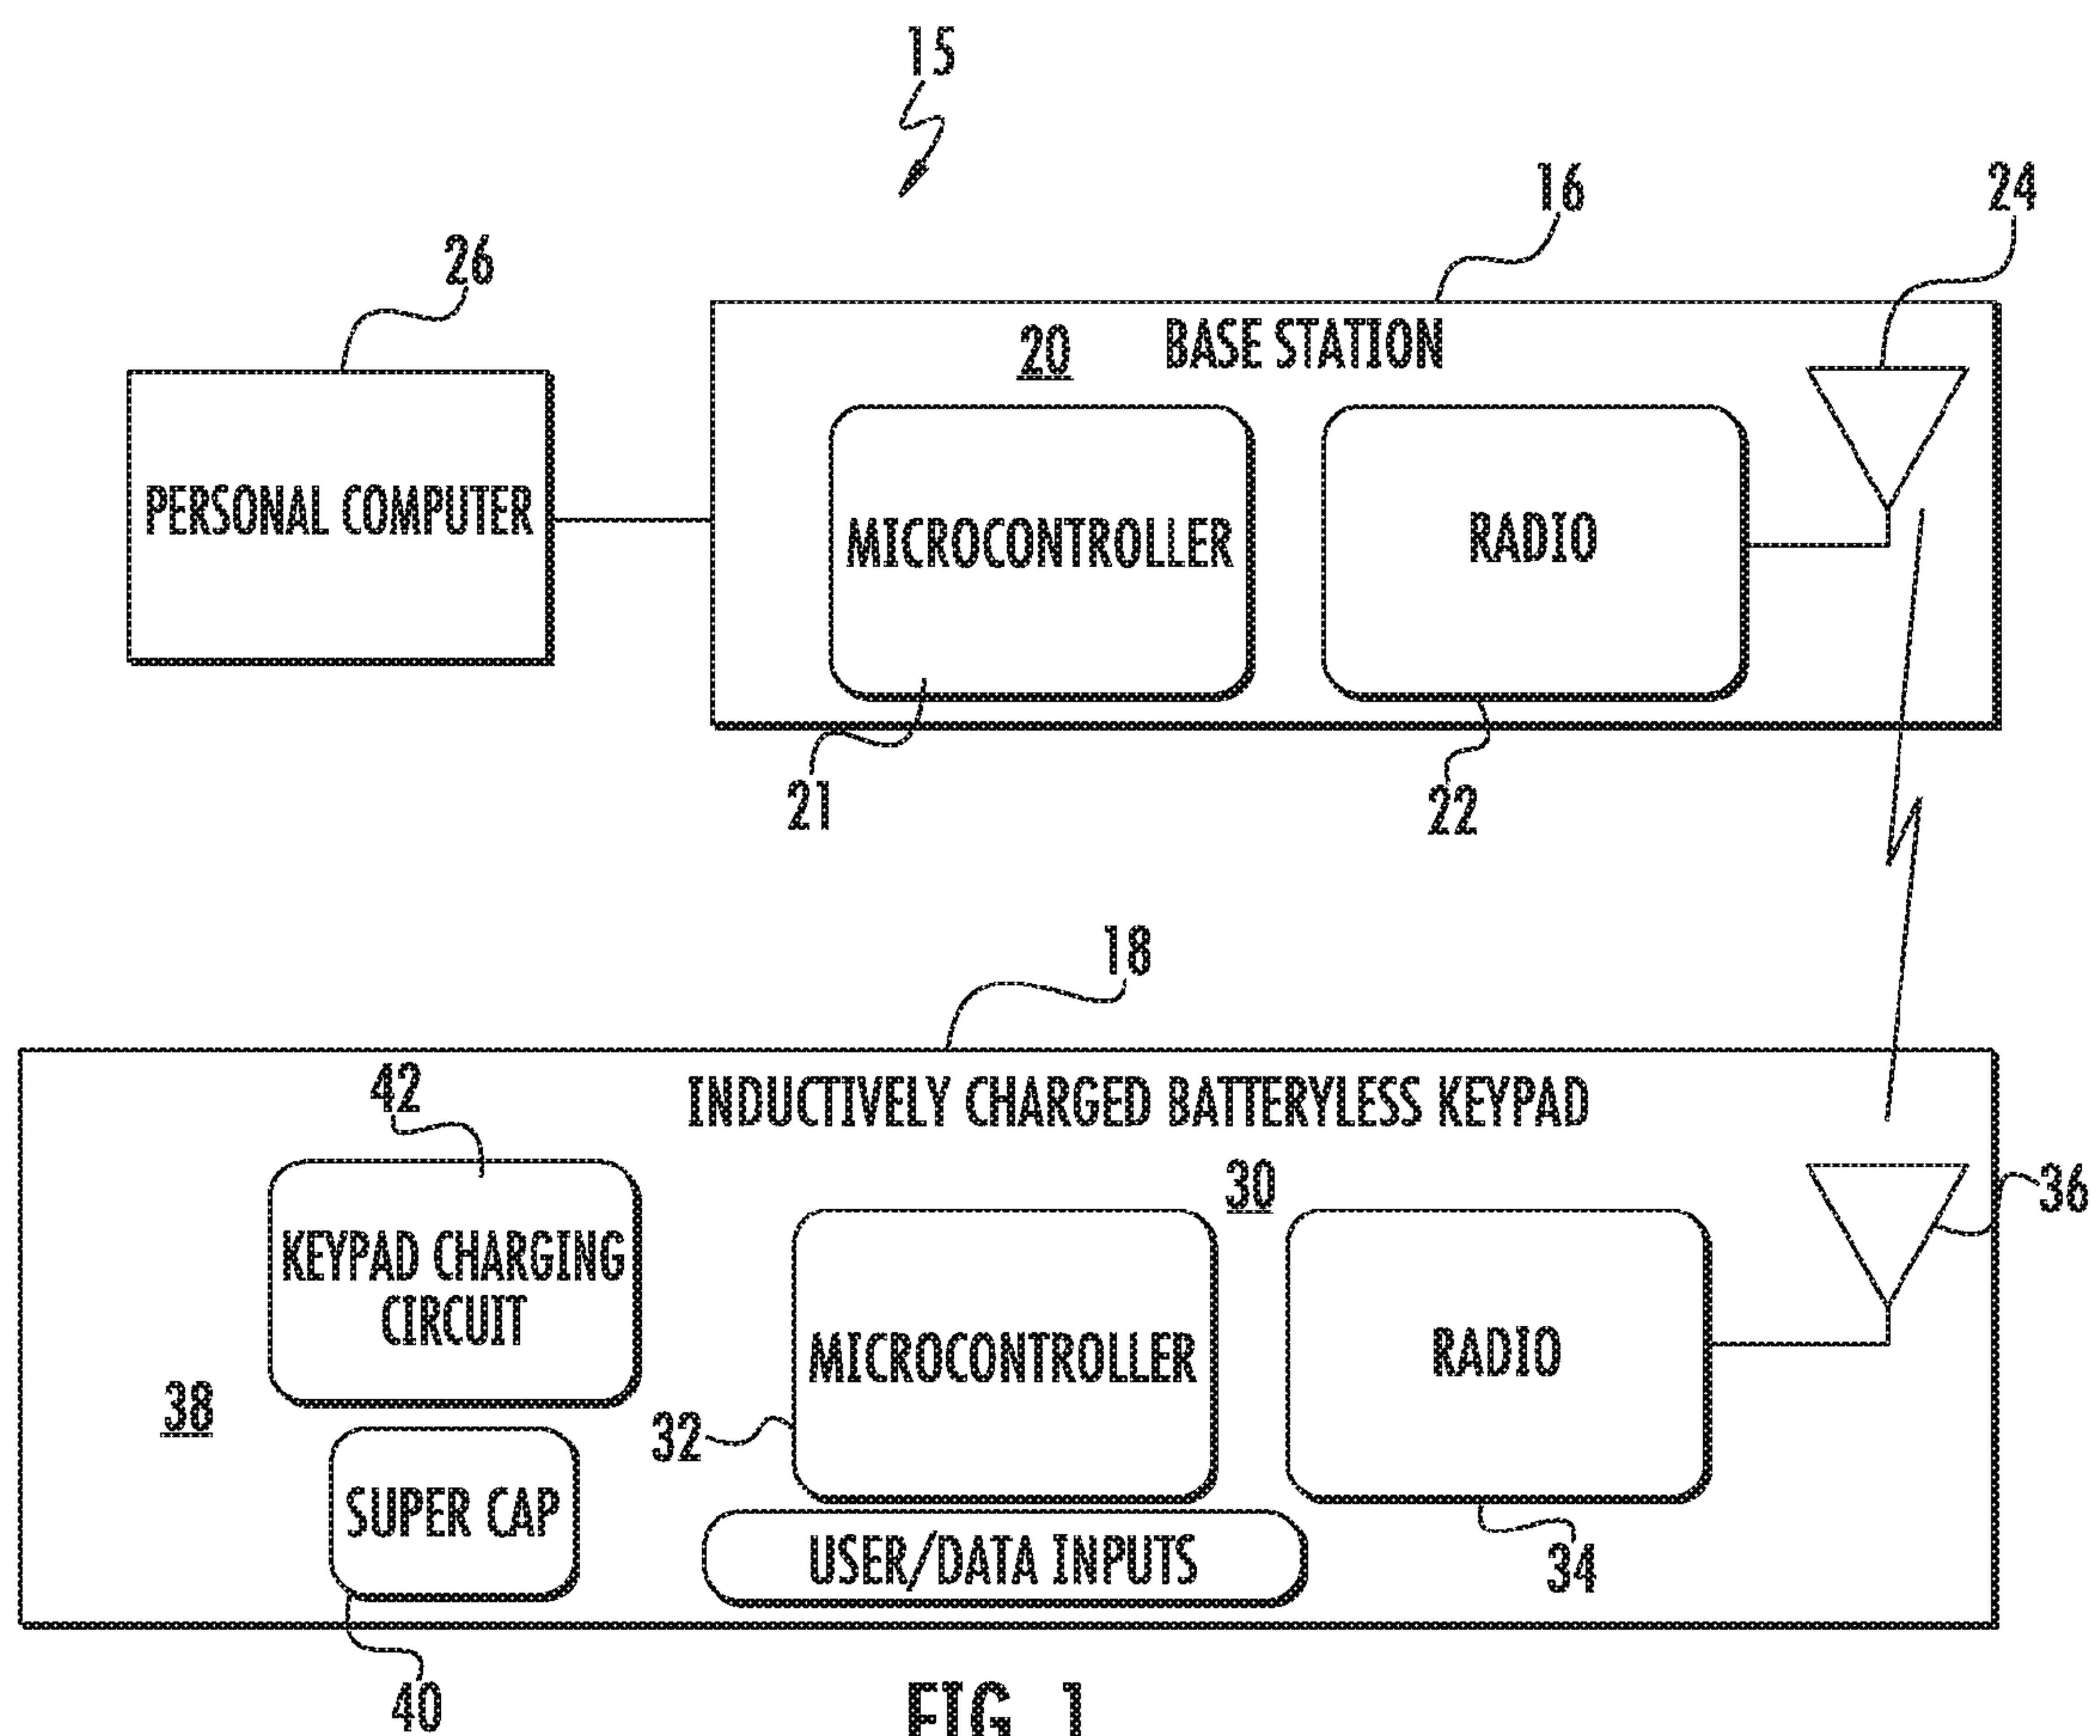 15
16
24
26
20 BASE STATION
PERSONAL COMPUTER
MICROCONTROLLER
RADIO
21
22
18
42
INDUCTIVELY CHARGED BATTERYLESS KEYPAD
30
36
KEYPAD CHARGING
CIRCUIT
MICROCONTROLLER
RADIO
38
32
SUPER CAP
USER/DATA INPUTS
34
40
FIG. 1